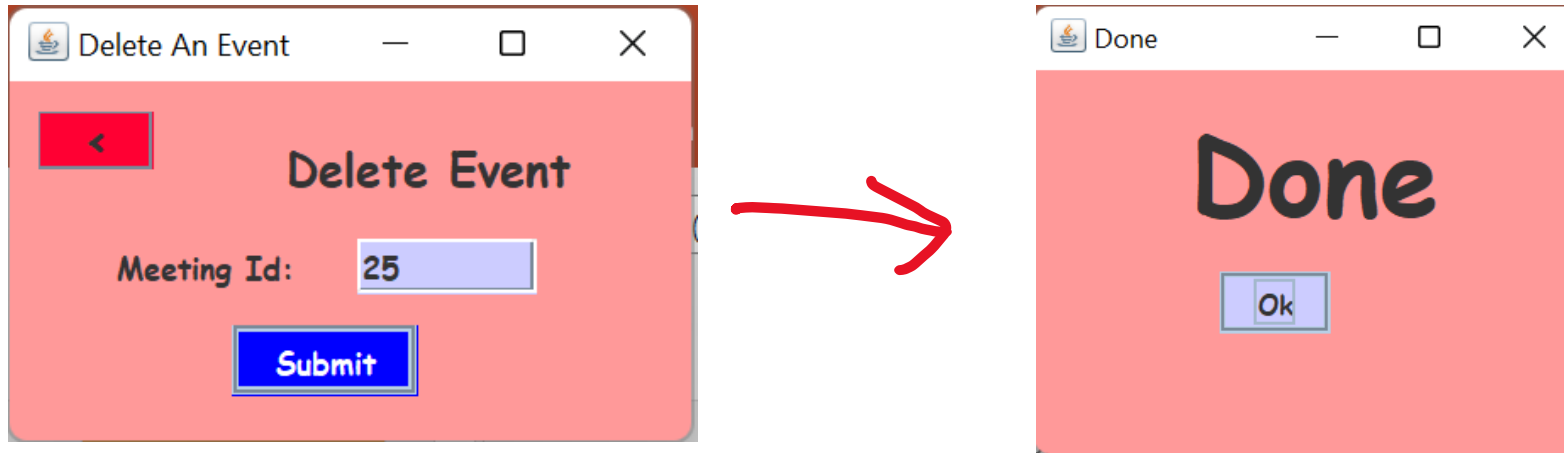 Delete An Event
<
Delete Event
Meeting Id: 25
Submit
Done
Done
Ok